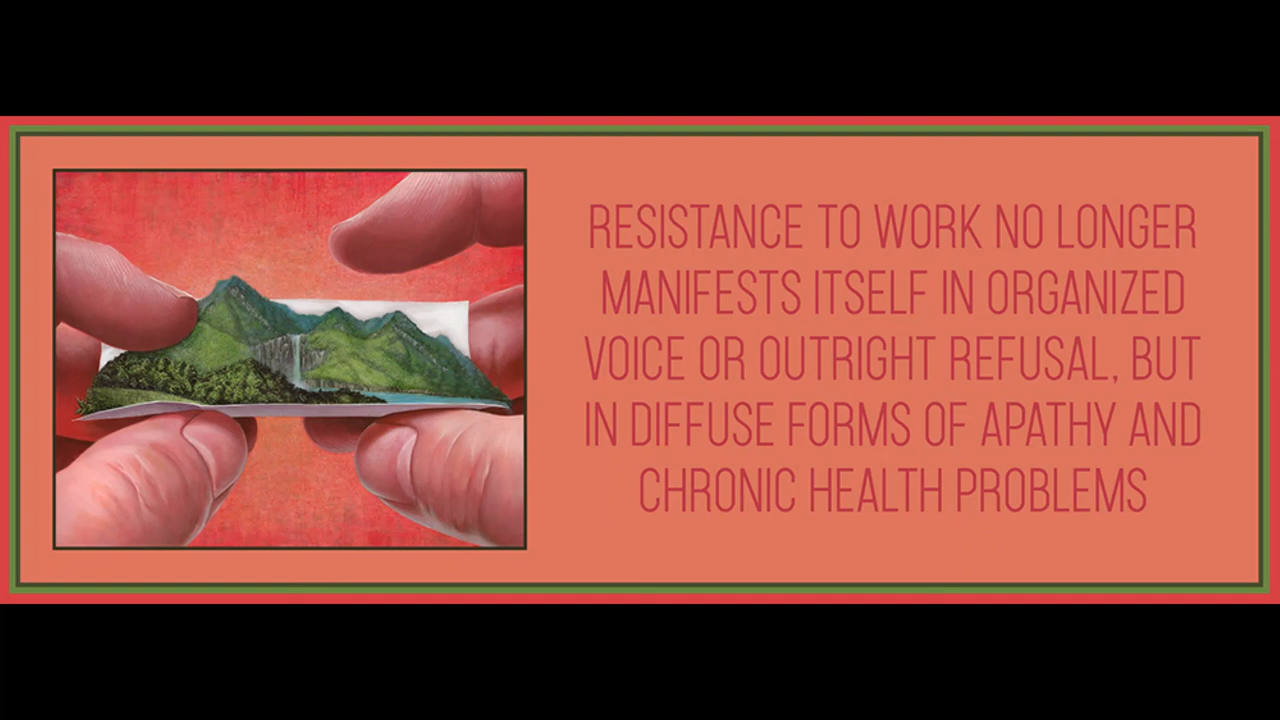 RESISTANCE TO WORK NO LONGER
MANIFESTS ITSELF IN ORGANIZED
VOICE OR OUTRIGHT REFUSAL, BUT
IN DIFFUSE FORMS OF APATHY AND
CHRONIC HEALTH PROBLEMS